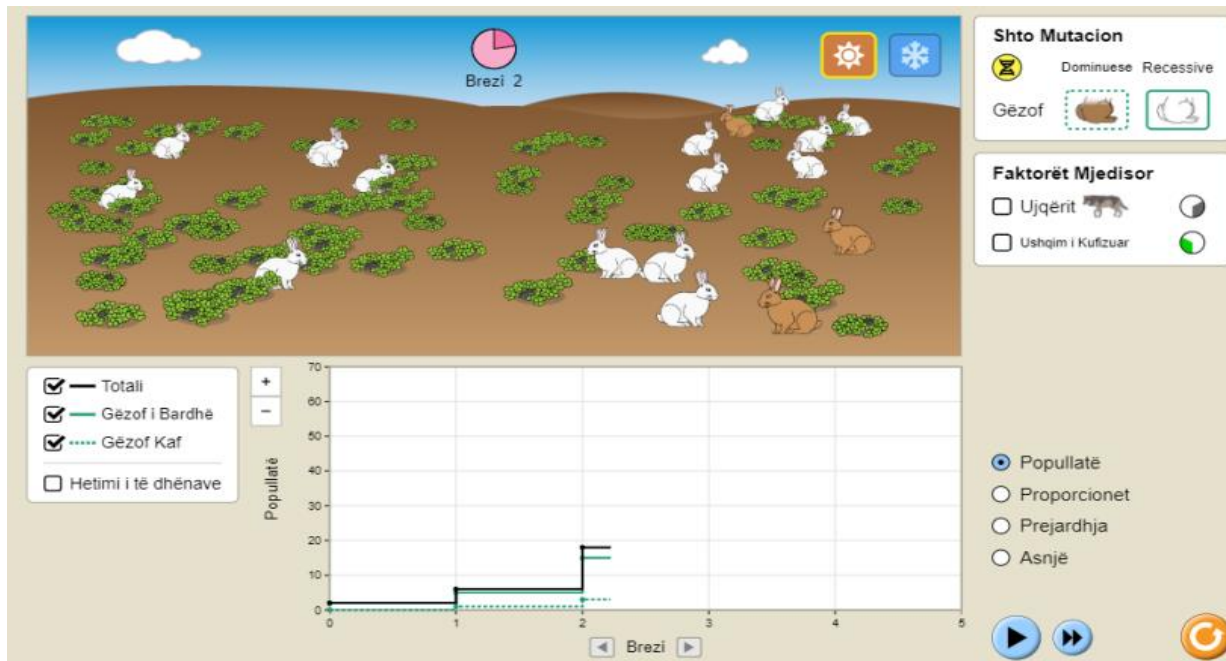 Brezi 2
Shto Mutacion
Dominuese Recessive
Gëzof
Faktorët Mjedisor
Ujqërit
Ushqim i Kufizuar
Totali
Gëzof i Bardhë
Gëzof Kaf
Hetimi i të dhënave
+
−
Popullatë
70
60
50
40
30
20
10
0
0 1 2 3 4 5
Brezi
Popullatë
Proporcionet
Prejardhja
Asnjë